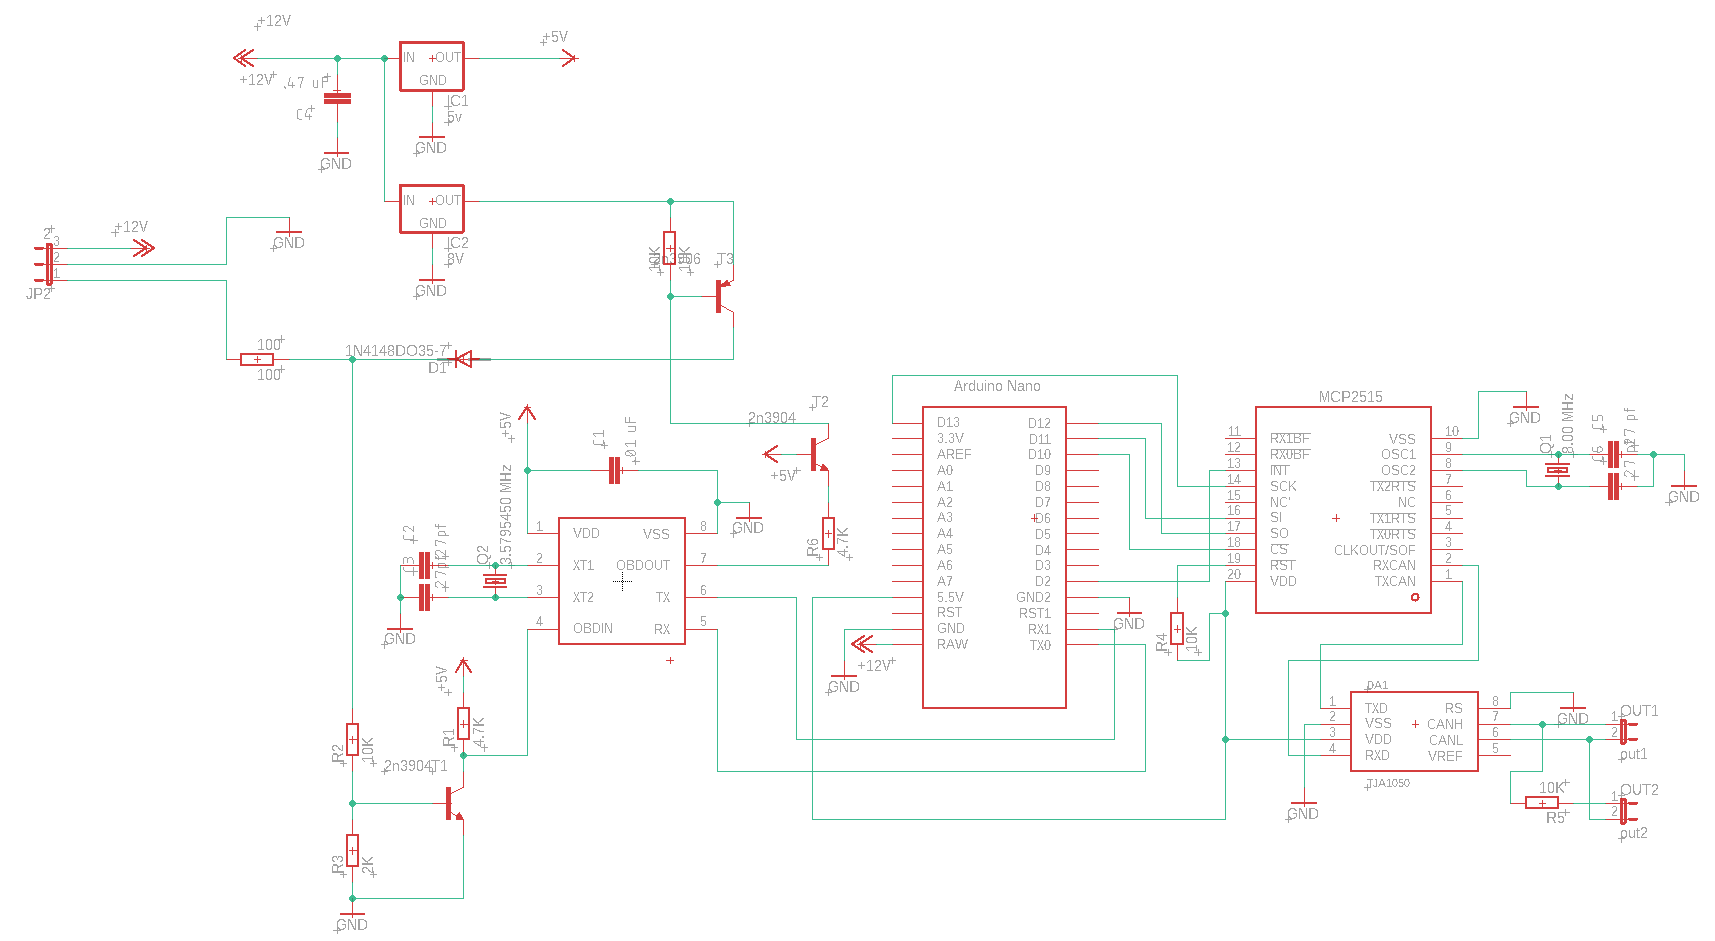 +12V
+12V
.47 uF
C4
GND
IN
OUT
GND
IC1
5v
GND
+5V
IN
OUT
GND
IC2
8V
GND
2
3
2
1
JP2
+12V
GND
100
100
1N4148DO35-7
D1
10K
10K
2n3906
T3
2n3904
T2
+5V
R6
4.7K
+5V
C1
.01 uF
GND
C2
27pf
C3
27pf
GND
Q2
3.5795450 MHz
1
2
3
4
VDD
XT1
XT2
OBDIN
VSS
OBDOUT
TX
RX
8
7
6
5
+5V
R1
4.7K
R2
10K
2n3904
T1
R3
2K
GND
Arduino Nano
D13
3.3V
AREF
A0
A1
A2
A3
A4
A5
A6
A7
5.5V
RST
GND
RAW
D12
D11
D10
D9
D8
D7
D6
D5
D4
D3
D2
GND2
RST1
RX1
TX0
+12V
GND
GND
R4
10K
MCP2515
11
12
13
14
15
16
17
18
19
20
RX1BF
RX0BF
INT
SCK
NC'
SI
SO
CS
RST
VDD
VSS
OSC1
OSC2
TX2RTS
NC
TX1RTS
TX0RTS
CLKOUT/SOF
RXCAN
TXCAN
10
9
8
7
6
5
4
3
2
1
GND
Q1
8.00 MHz
C5
27 pf
C6
27 pf
GND
DA1
1
2
3
4
TXD
VSS
VDD
RXD
RS
CANH
CANL
VREF
8
7
6
5
TJA1050
GND
GND
1
2
OUT1
out1
10K
R5
1
2
OUT2
out2